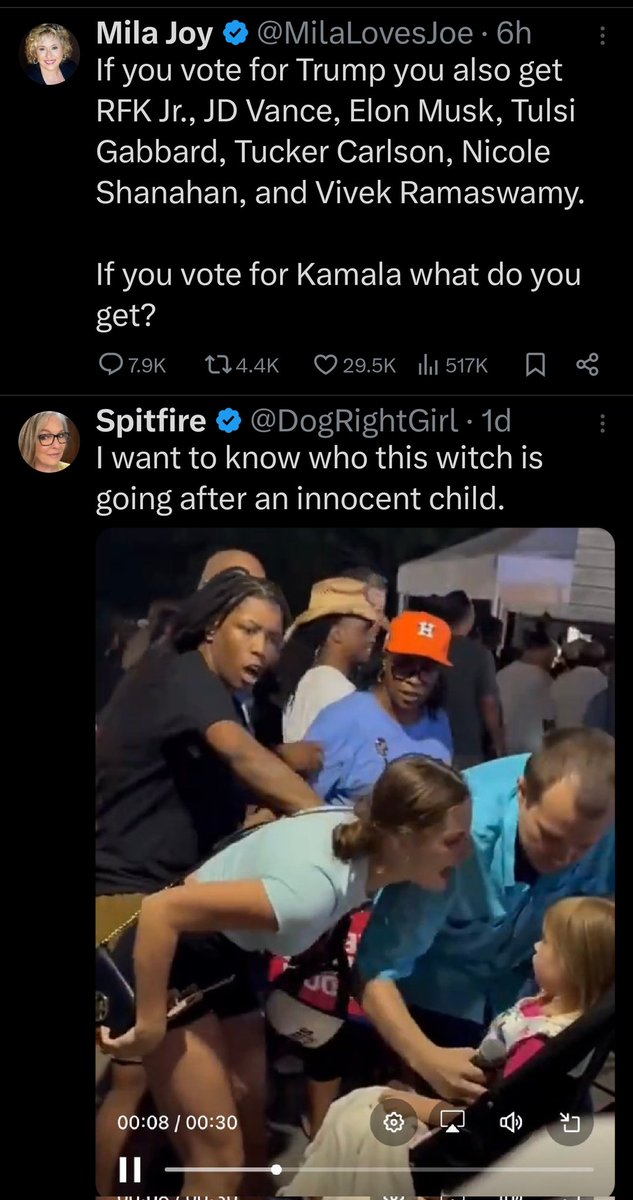 Mila Joy @MilaLovesJoe · 6h
If you vote for Trump you also get
RFK Jr., JD Vance, Elon Musk, Tulsi
Gabbard, Tucker Carlson, Nicole
Shanahan, and Vivek Ramaswamy.
If you vote for Kamala what do you
get?
7.9K 4.4K 29.5K 517K
Spitfire @DogRightGirl · 1d
I want to know who this witch is
going after an innocent child.
H
00:08 / 00:30